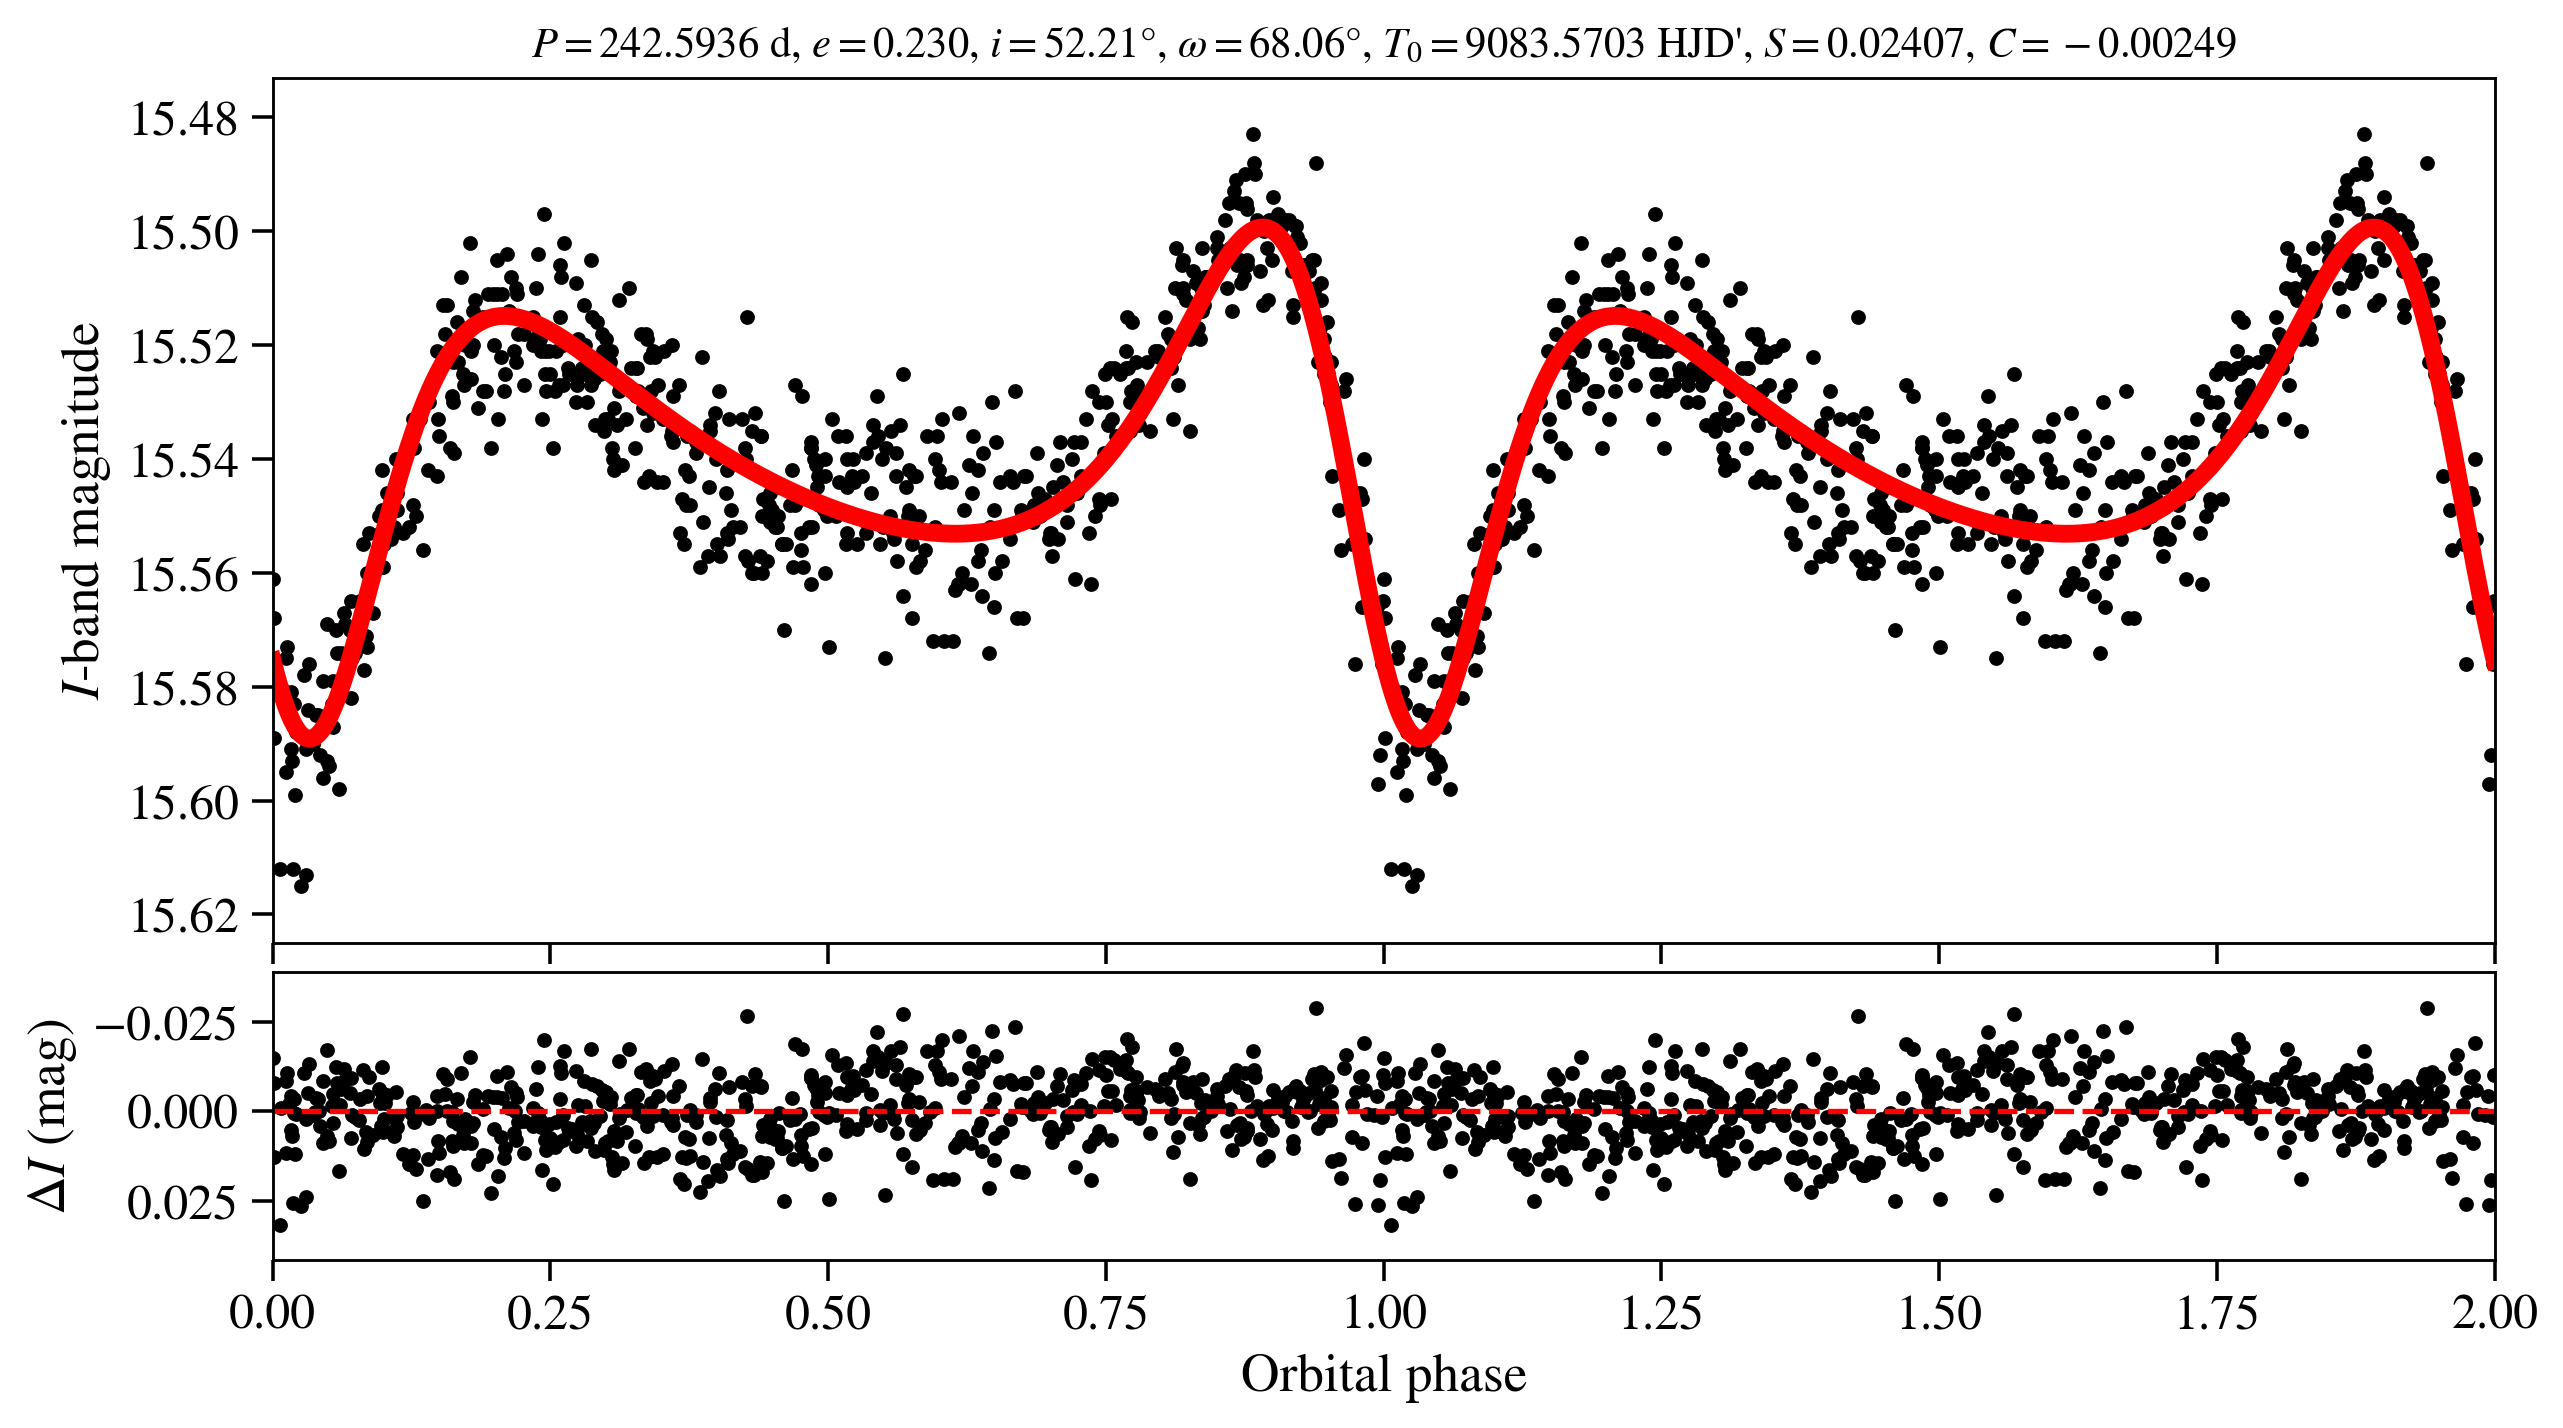 P = 242.5936 d, e = 0.230, i = 52.21°, ω = 68.06°, T₀ = 9083.5703 HJD', S = 0.02407, C = −0.00249
15.48
15.50
15.52
15.54
15.56
15.58
15.60
15.62
I-band magnitude
−0.025
0.000
0.025
ΔI (mag)
0.00 0.25 0.50 0.75 1.00 1.25 1.50 1.75 2.00
Orbital phase